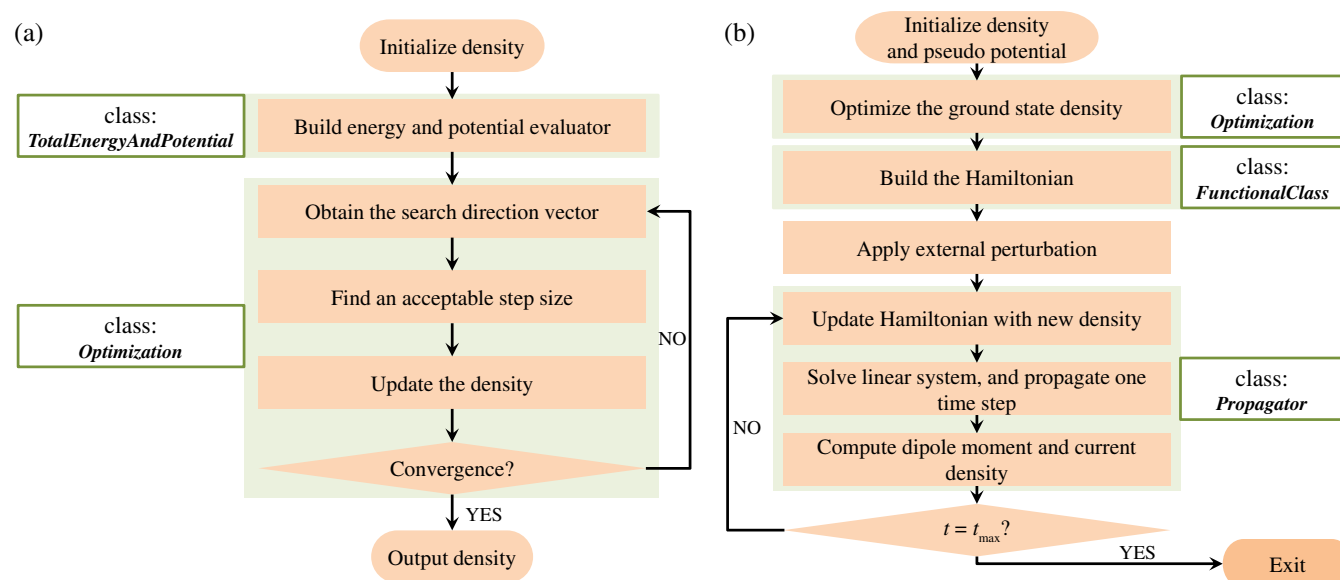 (a)
Initialize density
class:
TotalEnergyAndPotential
Build energy and potential evaluator
Obtain the search direction vector
Find an acceptable step size
class:
Optimization
NO
Update the density
Convergence?
YES
Output density
(b)
Initialize density
and pseudo potential
Optimize the ground state density
class:
Optimization
Build the Hamiltonian
class:
FunctionalClass
Apply external perturbation
Update Hamiltonian with new density
Solve linear system, and propagate one
time step
class:
Propagator
NO
Compute dipole moment and current
density
t = tmax?
YES
Exit